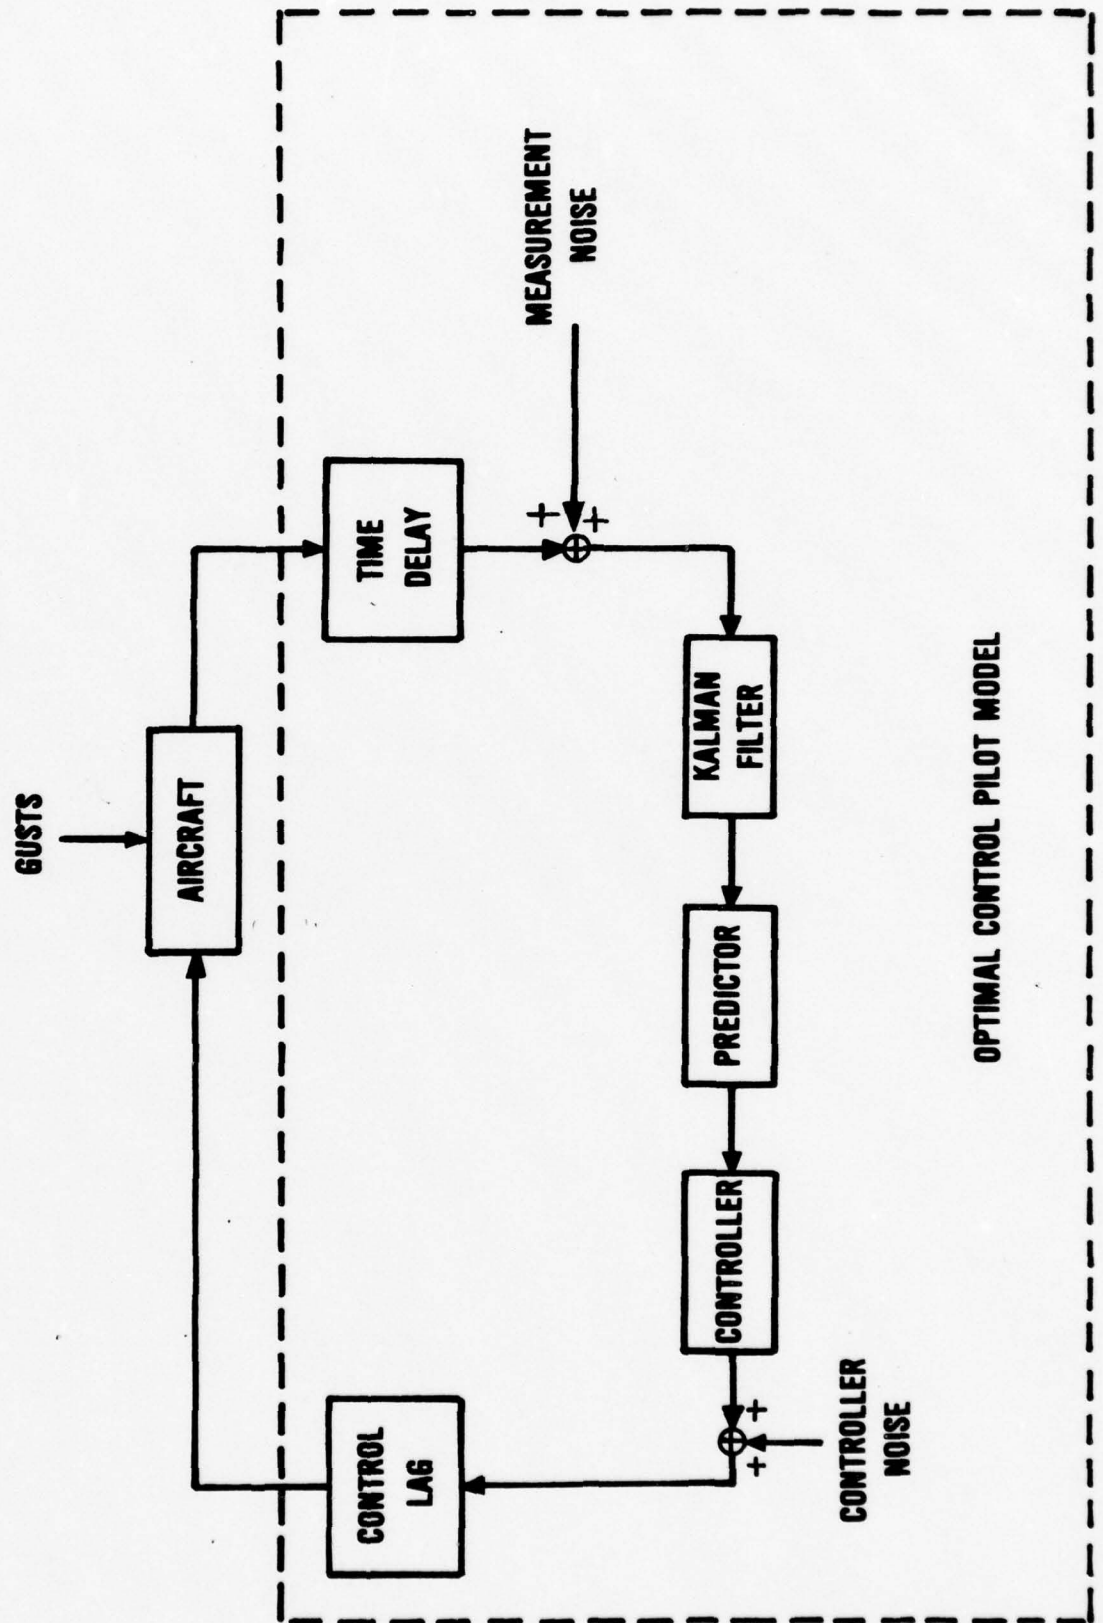 GUSTS
AIRCRAFT
CONTROL
LAG
TIME
DELAY
+
+
MEASUREMENT
NOISE
CONTROLLER
PREDICTOR
KALMAN
FILTER
+
+
CONTROLLER
NOISE
OPTIMAL CONTROL PILOT MODEL